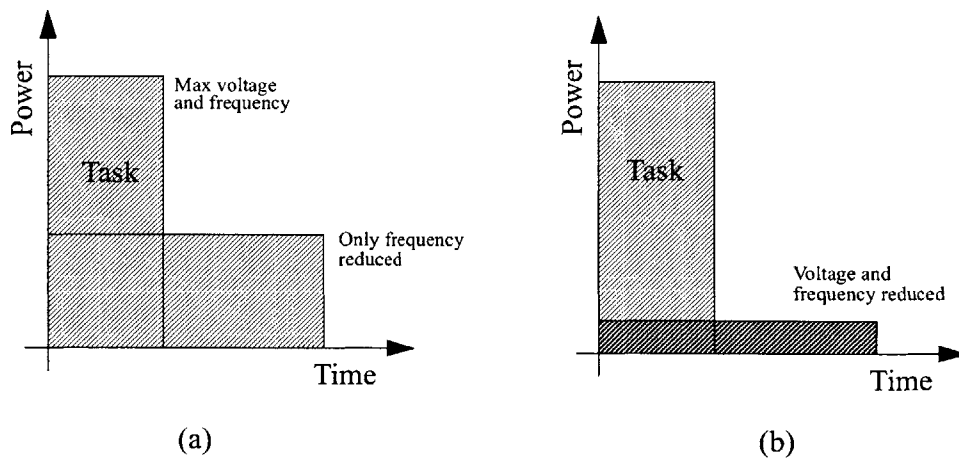 Power
Max voltage
and frequency
Task
Only frequency
reduced
Time
(a)
Power
Task
Voltage and
frequency reduced
Time
(b)